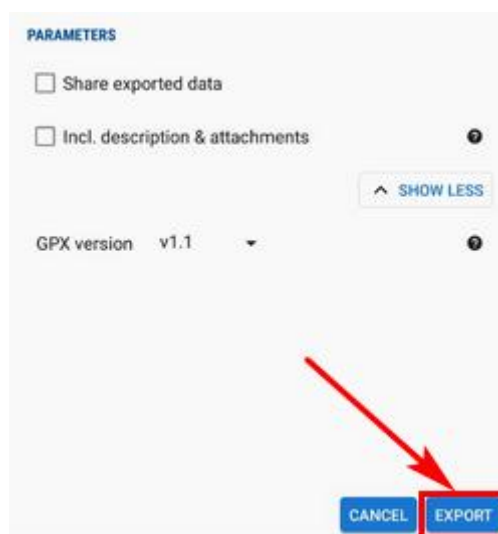 PARAMETERS
Share exported data
Incl. description & attachments
SHOW LESS
GPX version v1.1
CANCEL EXPORT